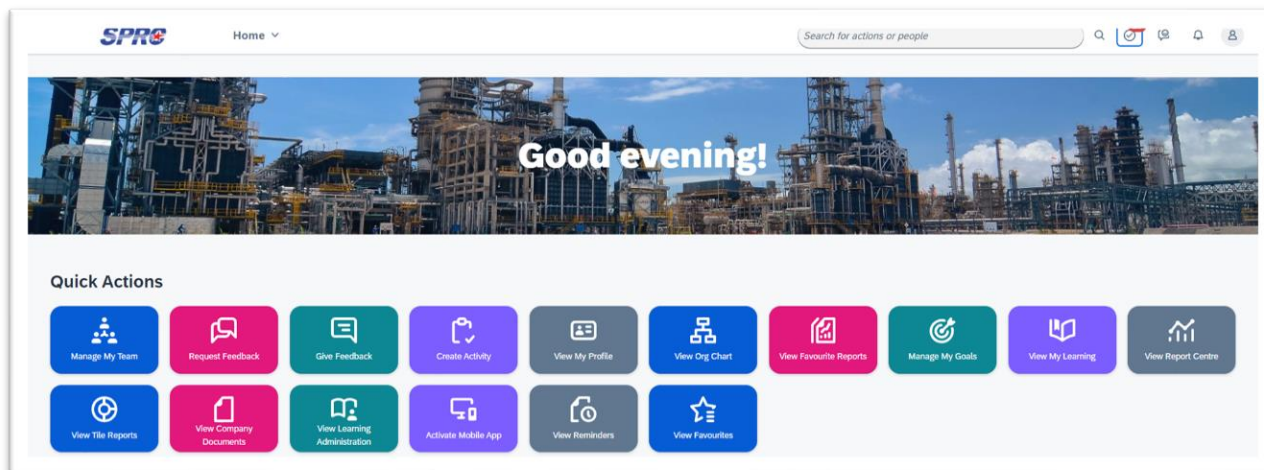 SPRC
Home
Search for actions or people
Good evening!
Quick Actions
Manage My Team
Request Feedback
Give Feedback
Create Activity
View My Profile
View Org Chart
View Favourite Reports
Manage My Goals
View My Learning
View Report Centre
View Tile Reports
View Company
Documents
View Learning
Administration
Activate Mobile App
View Reminders
View Favourites